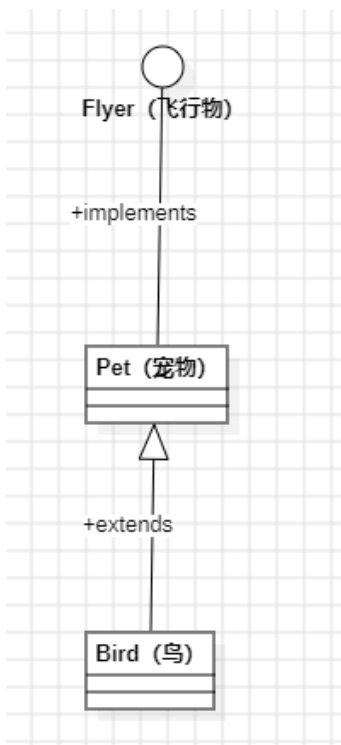 Flyer（飞行物）
+implements
Pet（宠物）
+extends
Bird（鸟）